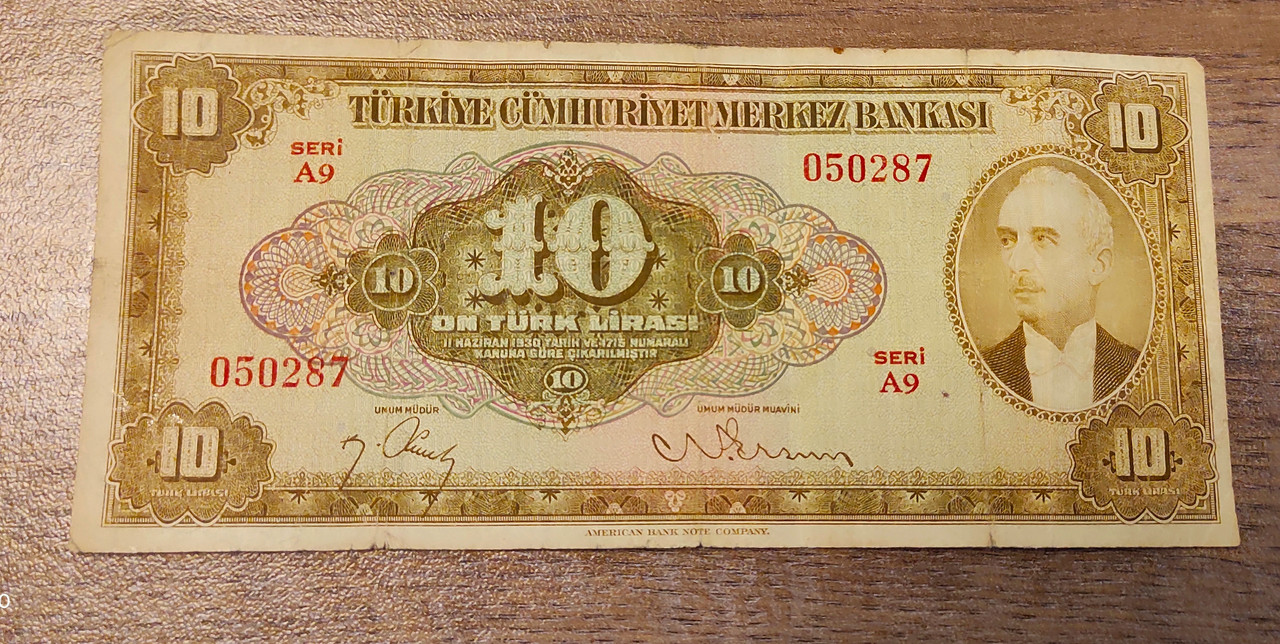 10
TÜRKİYE CÜMHURİYET MERKEZ BANKASI
10
SERİ
A9
050287
10
10
10
ON TÜRK LİRASI
11 HAZİRAN 1930 TARİH VE 1715 NUMARALI
KANUNA GÖRE ÇIKARILMIŞTIR
050287
10
SERİ
A9
UMUM MÜDÜR
UMUM MÜDÜR MUAVİNİ
10
TÜRK LİRASI
10
TÜRK LİRASI
AMERICAN BANK NOTE COMPANY.